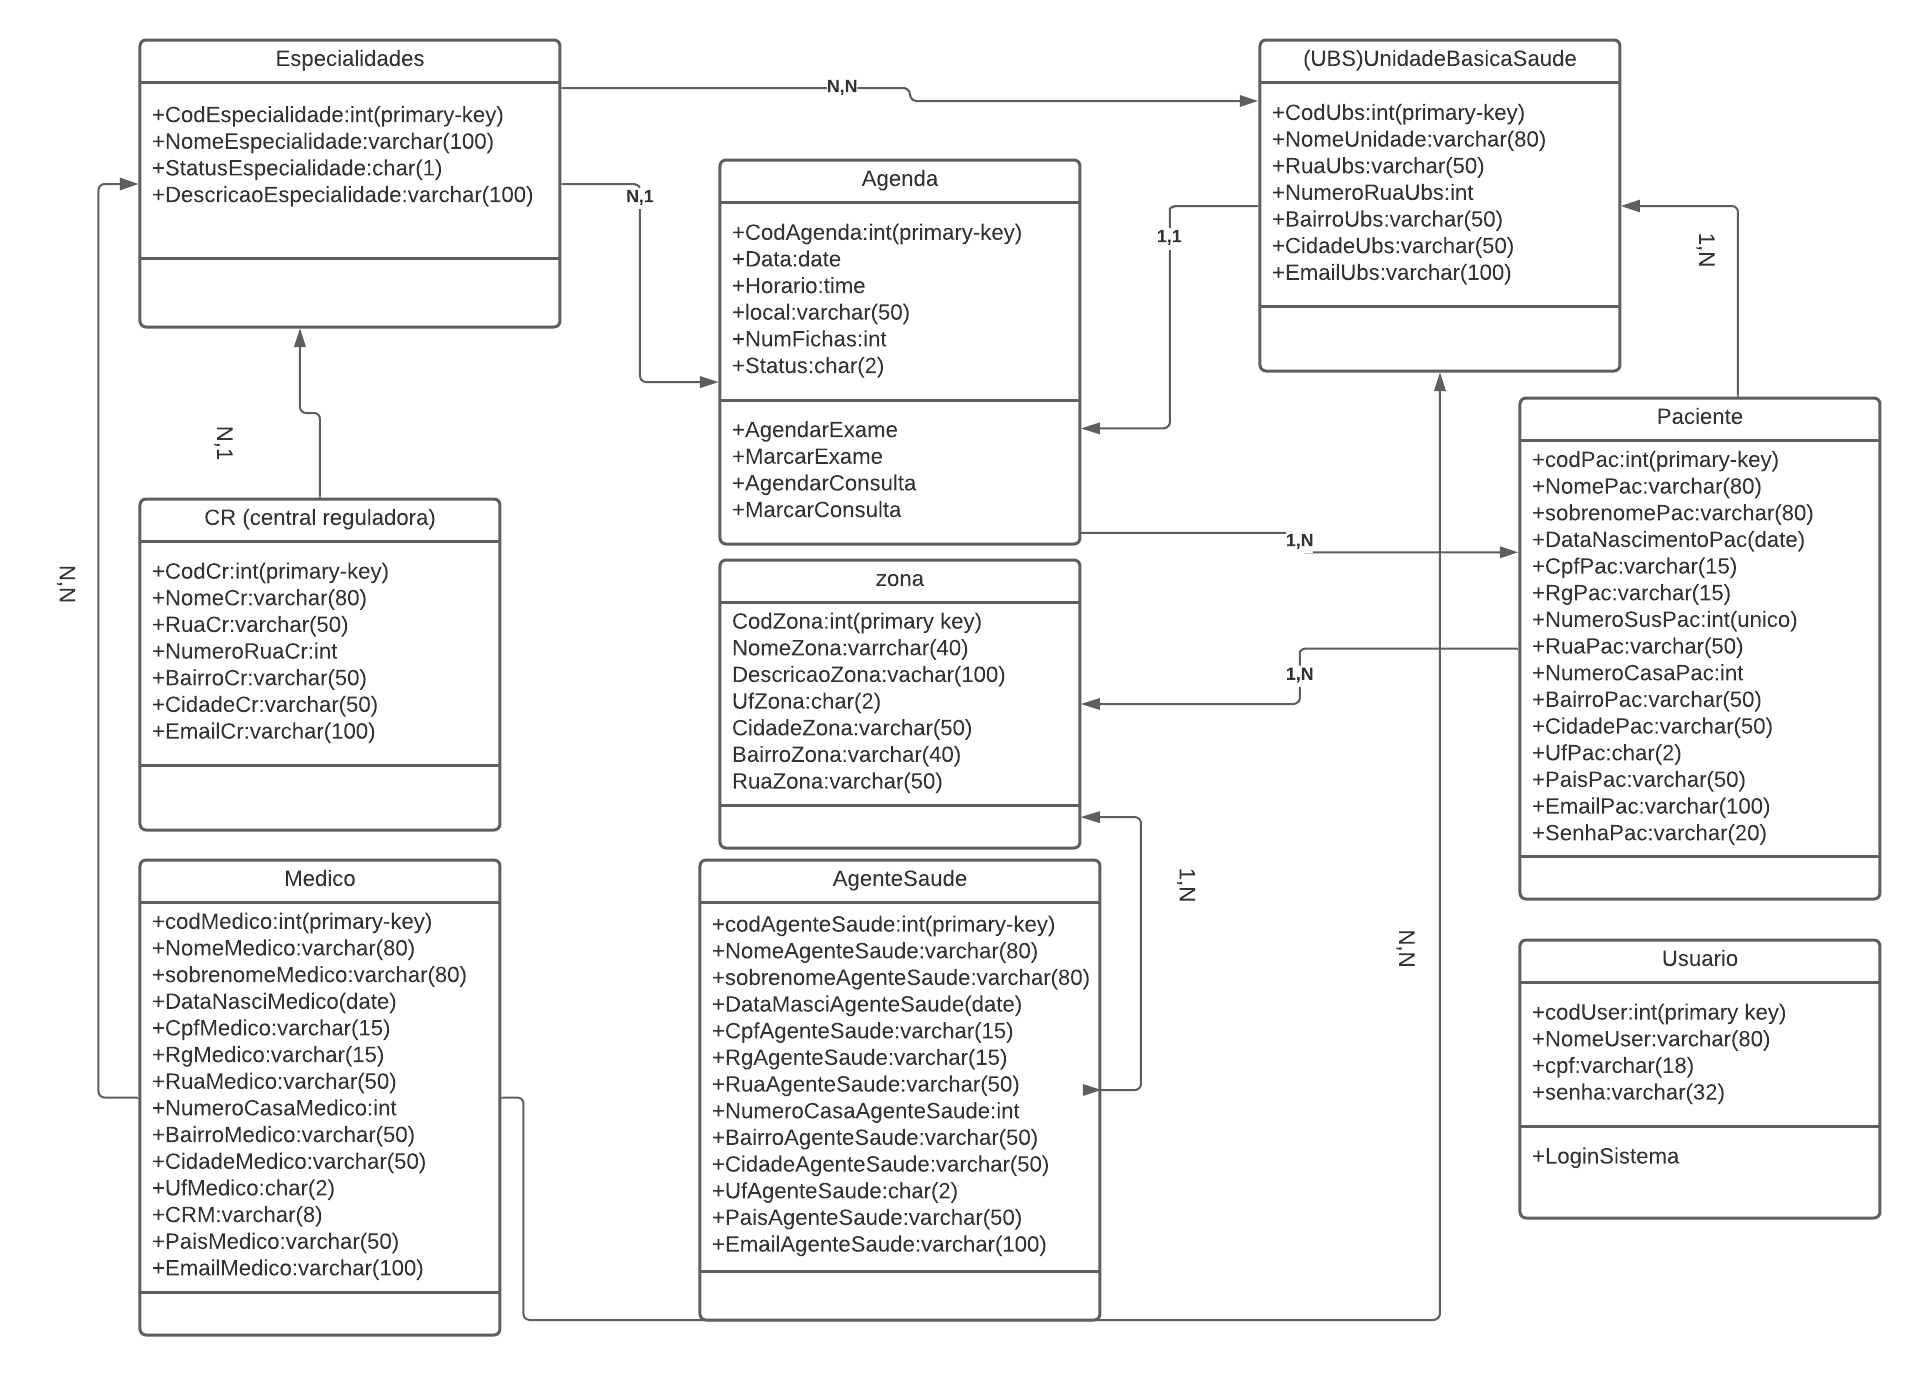 Especialidades
+CodEspecialidade:int(primary-key)
+NomeEspecialidade:varchar(100)
+StatusEspecialidade:char(1)
+DescricaoEspecialidade:varchar(100)
N,N
(UBS)UnidadeBasicaSaude
+CodUbs:int(primary-key)
+NomeUnidade:varchar(80)
+RuaUbs:varchar(50)
+NumeroRuaUbs:int
+BairroUbs:varchar(50)
+CidadeUbs:varchar(50)
+EmailUbs:varchar(100)
N,1
Agenda
+CodAgenda:int(primary-key)
+Data:date
+Horario:time
+local:varchar(50)
+NumFichas:int
+Status:char(2)
+AgendarExame
+MarcarExame
+AgendarConsulta
+MarcarConsulta
1,1
1,N
N,1
CR (central reguladora)
+CodCr:int(primary-key)
+NomeCr:varchar(80)
+RuaCr:varchar(50)
+NumeroRuaCr:int
+BairroCr:varchar(50)
+CidadeCr:varchar(50)
+EmailCr:varchar(100)
N,N
1,N
Paciente
+codPac:int(primary-key)
+NomePac:varchar(80)
+sobrenomePac:varchar(80)
+DataNascimentoPac(date)
+CpfPac:varchar(15)
+RgPac:varchar(15)
+NumeroSusPac:int(unico)
+RuaPac:varchar(50)
+NumeroCasaPac:int
+BairroPac:varchar(50)
+CidadePac:varchar(50)
+UfPac:char(2)
+PaisPac:varchar(50)
+EmailPac:varchar(100)
+SenhaPac:varchar(20)
zona
CodZona:int(primary key)
NomeZona:varrchar(40)
DescricaoZona:vachar(100)
UfZona:char(2)
CidadeZona:varchar(50)
BairroZona:varchar(40)
RuaZona:varchar(50)
1,N
1,N
Medico
+codMedico:int(primary-key)
+NomeMedico:varchar(80)
+sobrenomeMedico:varchar(80)
+DataNasciMedico(date)
+CpfMedico:varchar(15)
+RgMedico:varchar(15)
+RuaMedico:varchar(50)
+NumeroCasaMedico:int
+BairroMedico:varchar(50)
+CidadeMedico:varchar(50)
+UfMedico:char(2)
+CRM:varchar(8)
+PaisMedico:varchar(50)
+EmailMedico:varchar(100)
AgenteSaude
+codAgenteSaude:int(primary-key)
+NomeAgenteSaude:varchar(80)
+sobrenomeAgenteSaude:varchar(80)
+DataMasciAgenteSaude(date)
+CpfAgenteSaude:varchar(15)
+RgAgenteSaude:varchar(15)
+RuaAgenteSaude:varchar(50)
+NumeroCasaAgenteSaude:int
+BairroAgenteSaude:varchar(50)
+CidadeAgenteSaude:varchar(50)
+UfAgenteSaude:char(2)
+PaisAgenteSaude:varchar(50)
+EmailAgenteSaude:varchar(100)
N,N
Usuario
+codUser:int(primary key)
+NomeUser:varchar(80)
+cpf:varchar(18)
+senha:varchar(32)
+LoginSistema